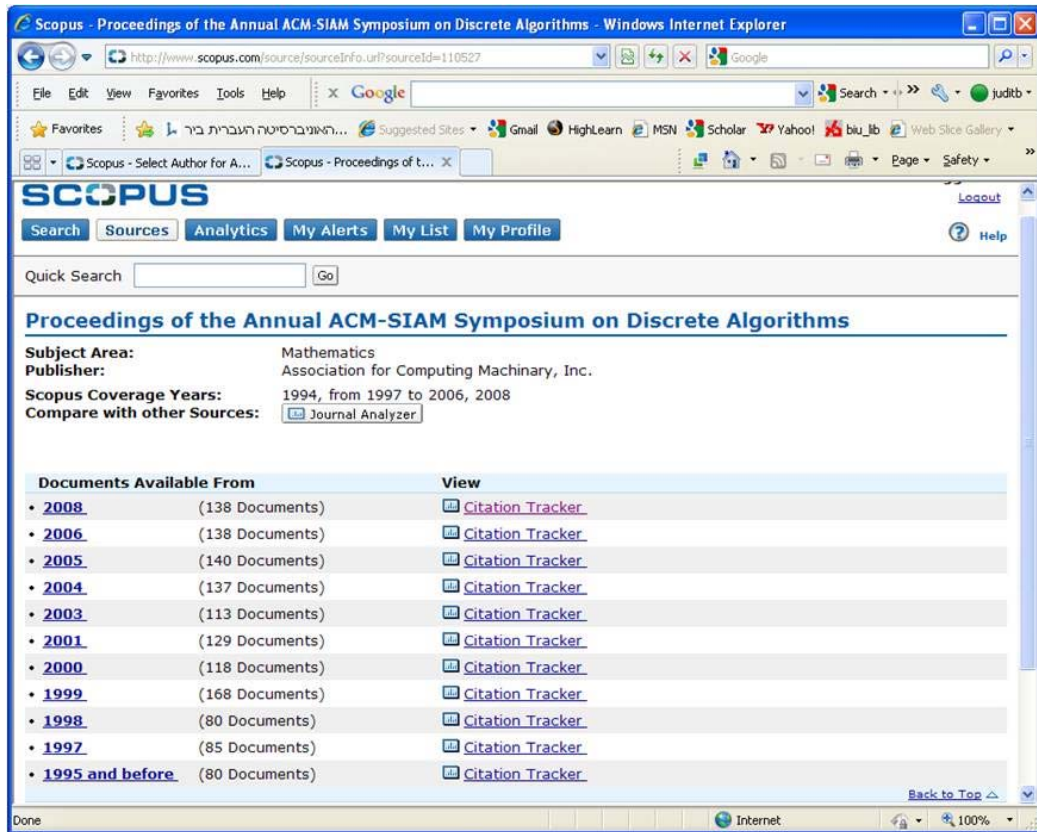 Scopus - Proceedings of the Annual ACM-SIAM Symposium on Discrete Algorithms - Windows Internet Explorer
http://www.scopus.com/source/sourceInfo.url?sourceId=110527 Google
File Edit View Favorites Tools Help x Google Search juditb
Favorites האוניברסיטה העברית ביר... Suggested Sites Gmail HighLearn MSN Scholar Yahoo! biu_lib Web Slice Gallery
Scopus - Select Author for A... Scopus - Proceedings of t... X Page Safety
SCOPUS
Logout
Search Sources Analytics My Alerts My List My Profile Help
Quick Search Go
Proceedings of the Annual ACM-SIAM Symposium on Discrete Algorithms
Subject Area: Mathematics
Publisher: Association for Computing Machinery, Inc.
Scopus Coverage Years: 1994, from 1997 to 2006, 2008
Compare with other Sources: Journal Analyzer
Documents Available From View
• 2008 (138 Documents) Citation Tracker
• 2006 (138 Documents) Citation Tracker
• 2005 (140 Documents) Citation Tracker
• 2004 (137 Documents) Citation Tracker
• 2003 (113 Documents) Citation Tracker
• 2001 (129 Documents) Citation Tracker
• 2000 (118 Documents) Citation Tracker
• 1999 (168 Documents) Citation Tracker
• 1998 (80 Documents) Citation Tracker
• 1997 (85 Documents) Citation Tracker
• 1995 and before (80 Documents) Citation Tracker
Back to Top
Done Internet 100%